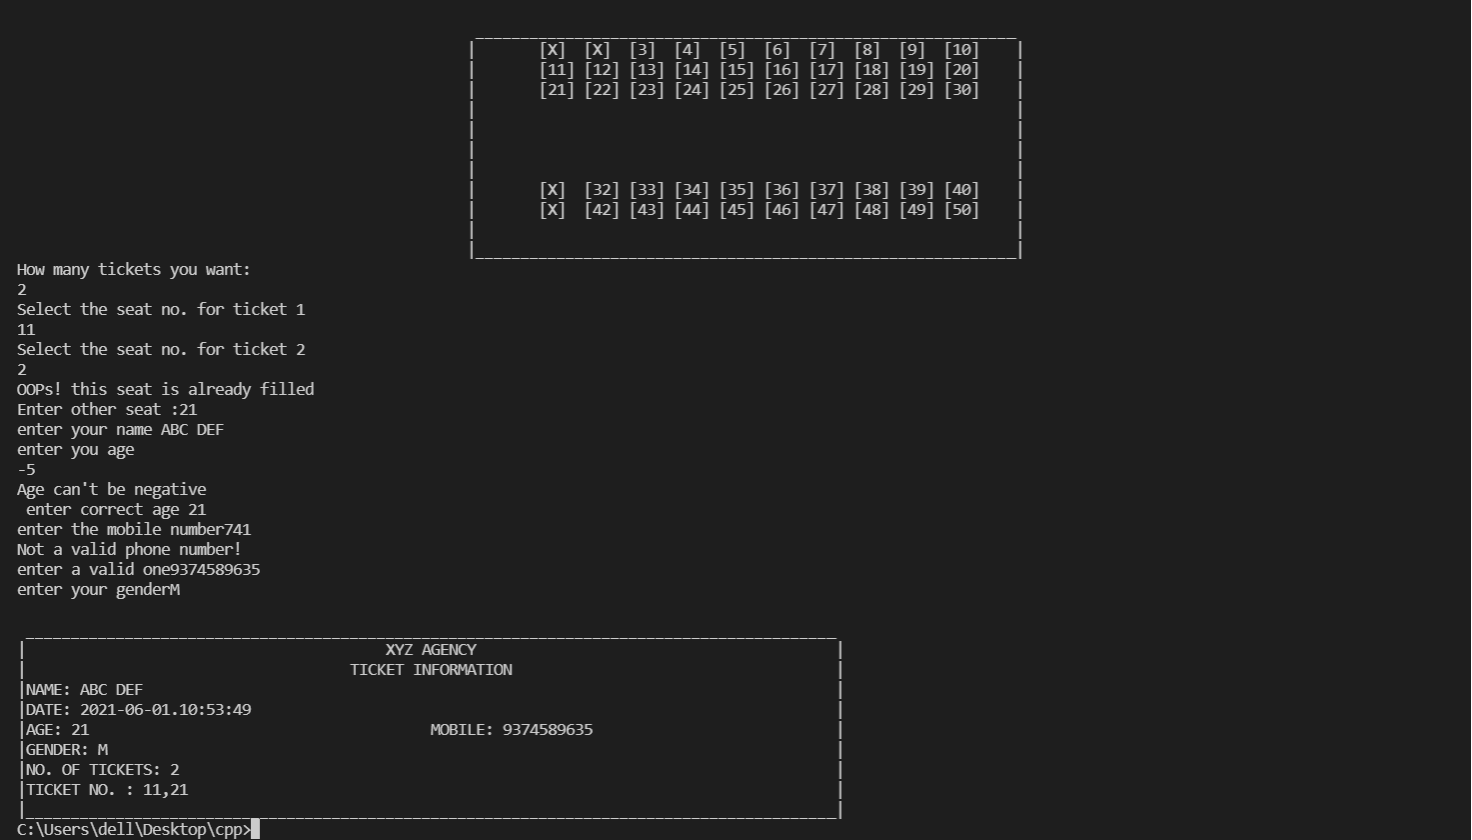 [X] [X] [3] [4] [5] [6] [7] [8] [9] [10]
[11] [12] [13] [14] [15] [16] [17] [18] [19] [20]
[21] [22] [23] [24] [25] [26] [27] [28] [29] [30]
[X] [32] [33] [34] [35] [36] [37] [38] [39] [40]
[X] [42] [43] [44] [45] [46] [47] [48] [49] [50]
How many tickets you want:
2
Select the seat no. for ticket 1
11
Select the seat no. for ticket 2
2
OOPs! this seat is already filled
Enter other seat :21
enter your name ABC DEF
enter you age
-5
Age can't be negative
enter correct age 21
enter the mobile number741
Not a valid phone number!
enter a valid one9374589635
enter your genderM
XYZ AGENCY
TICKET INFORMATION
NAME: ABC DEF
DATE: 2021-06-01.10:53:49
AGE: 21 MOBILE: 9374589635
GENDER: M
NO. OF TICKETS: 2
TICKET NO. : 11,21
C:\Users\dell\Desktop\cpp>